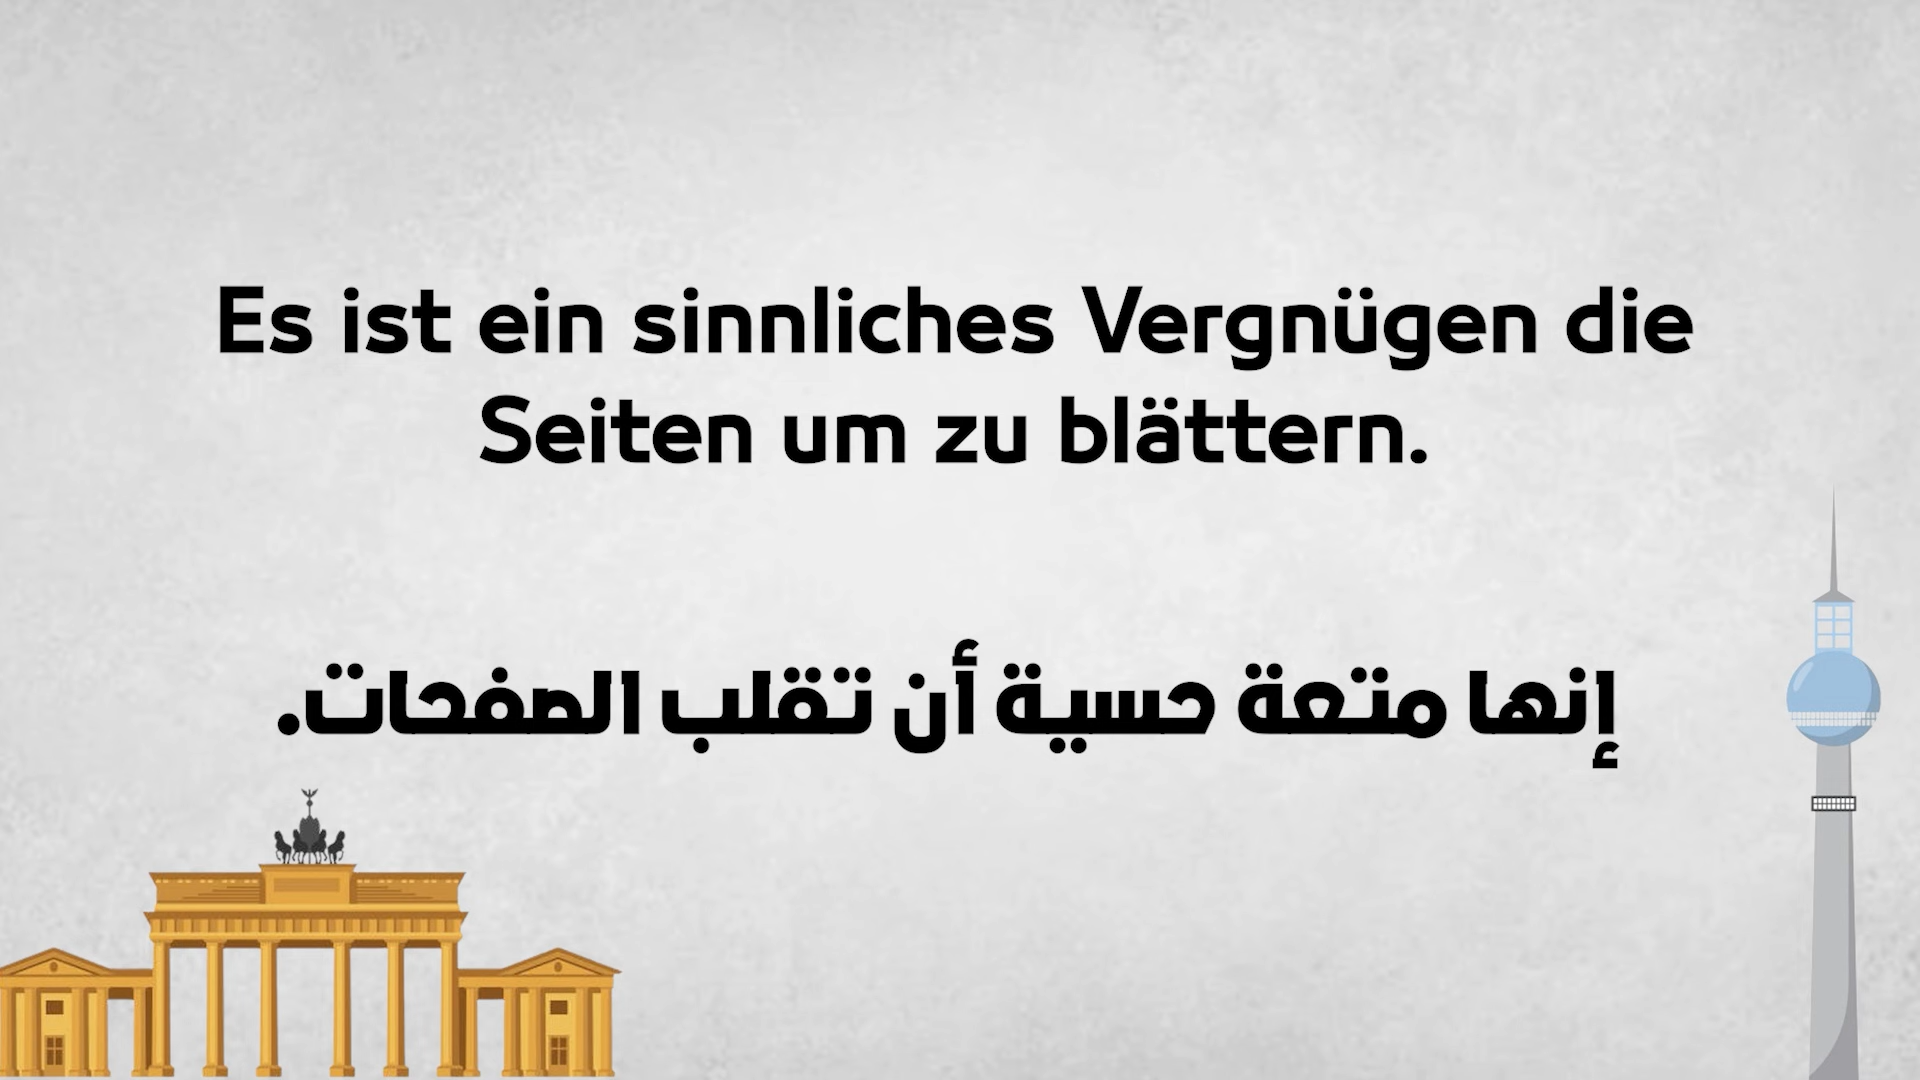 Es ist ein sinnliches Vergnügen die
Seiten um zu blättern.
إنها متعة حسية أن تقلب الصفحات.